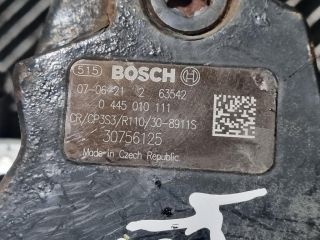 515 BOSCH
07-06-21 2 63542
0 445 010 111
CR/CP3S3/R110/30-8911S
30756125
Made in Czech Republic